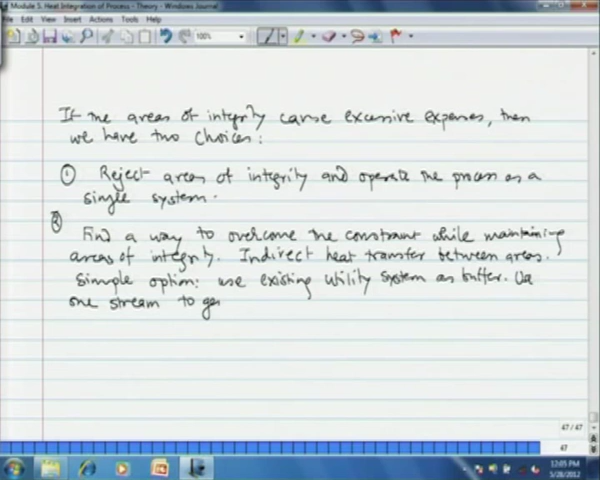 Module 5. Heat Integration of Process - Theory - Windows Journal
File Edit View Insert Actions Tools Help
100%
If the areas of integrity cause excessive expenses, then
we have two choices:
① Reject areas of integrity and operate the process as a
single system.
②
Find a way to overcome the constraint while maintaining
areas of integrity. Indirect heat transfer between areas.
Simple option: use existing utility system as buffer. Use
one stream to ge
47 / 47
47
12:05 PM
5/28/2012